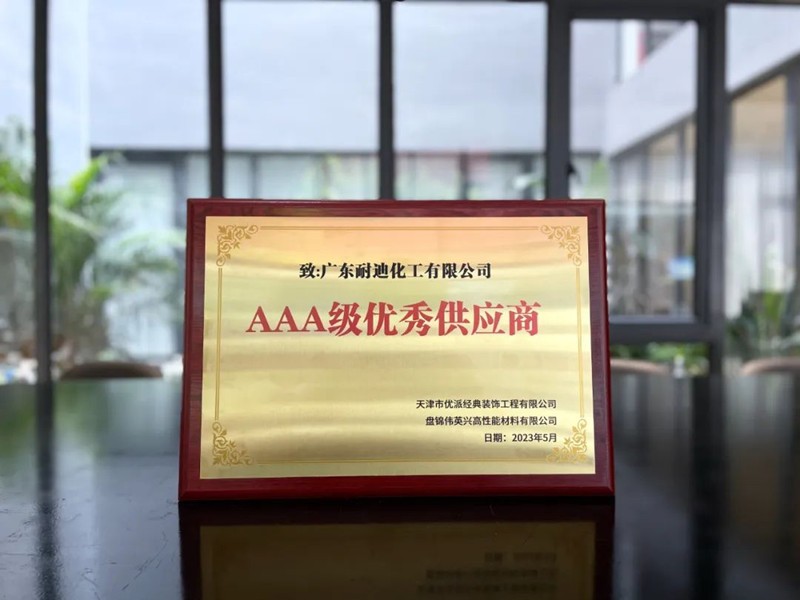 致:广东耐迪化工有限公司
AAA级优秀供应商
天津市优派经典装饰工程有限公司
盘锦伟英兴高性能材料有限公司
日期：2023年5月